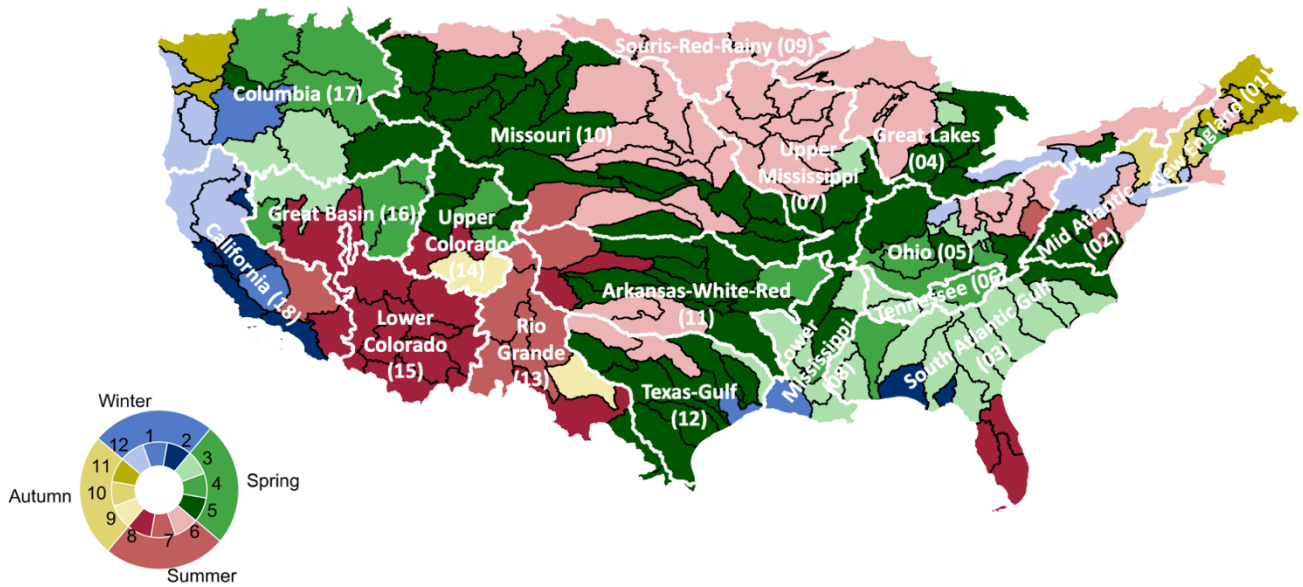 Souris-Red-Rainy (09)
Columbia (17)
Missouri (10)
Great Lakes
(04)
New England (01)
Upper
Mississippi
(07)
Great Basin (16)
Upper
Colorado
(14)
California (18)
Ohio (05)
Mid Atlantic
(02)
Tennessee (06)
Arkansas-White-Red
(11)
Lower
Colorado
(15)
Rio
Grande
(13)
Lower
Mississippi
(08)
South Atlantic Gulf
(03)
Texas-Gulf
(12)
Winter
12 1 2
11 3
10 4
9 5
8 7 6
Autumn
Spring
Summer